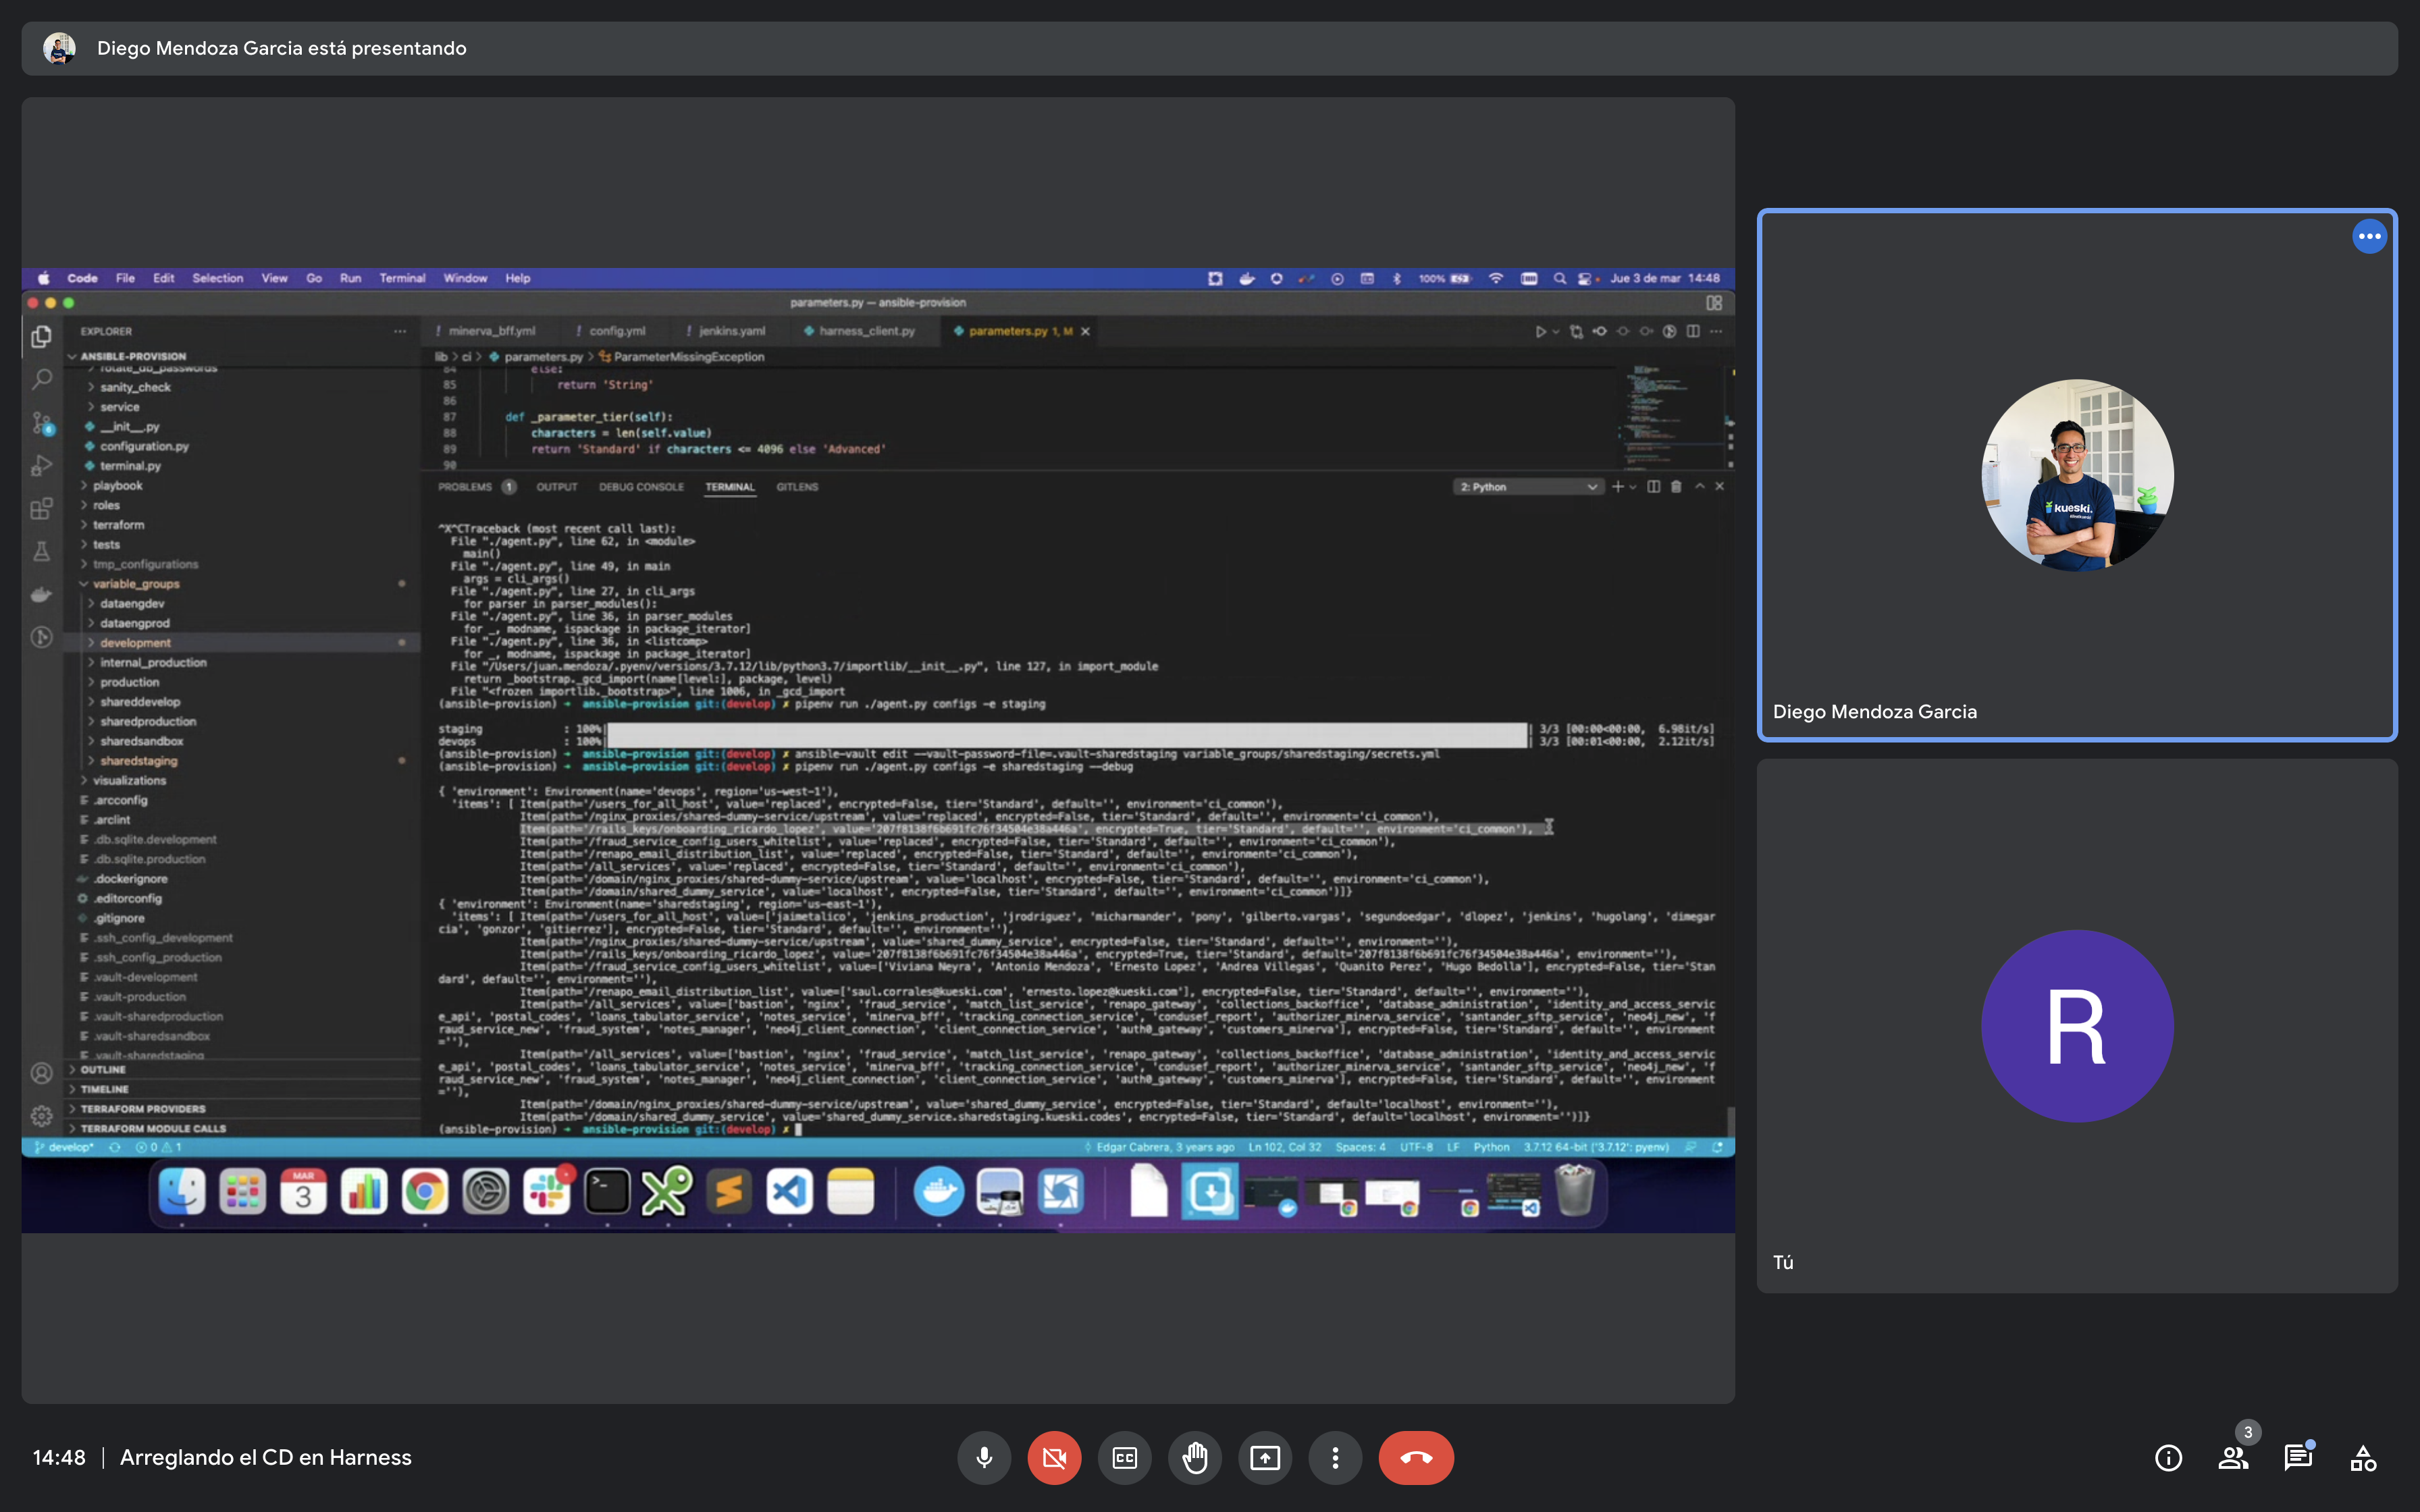 Diego Mendoza Garcia está presentando
Code File Edit Selection View Go Run Terminal Window Help
100% Jue 3 de mar 14:48
parameters.py — ansible-provision
EXPLORER
minerva_bff.yml
config.yml
jenkins.yaml
harness_client.py
parameters.py 1, M
ANSIBLE-PROVISION
lib > ci > parameters.py > ParameterMissingException
rotate_db_passwords
sanity_check
service
__init__.py
configuration.py
terminal.py
playbook
roles
terraform
tests
tmp_configurations
variable_groups
dataengdev
dataengprod
development
internal_production
production
shareddevelop
sharedproduction
sharedsandbox
sharedstaging
visualizations
.arcconfig
.arclint
.db.sqlite.development
.db.sqlite.production
.dockerignore
.editorconfig
.gitignore
.ssh_config_development
.ssh_config_production
.vault-development
.vault-production
.vault-sharedproduction
.vault-sharedsandbox
.vault-sharedstaging
OUTLINE
TIMELINE
TERRAFORM PROVIDERS
TERRAFORM MODULE CALLS
84 else:
85 return 'String'
86
87 def _parameter_tier(self):
88 characters = len(self.value)
89 return 'Standard' if characters <= 4096 else 'Advanced'
90
PROBLEMS 1 OUTPUT DEBUG CONSOLE TERMINAL GITLENS
2: Python
^X^CTraceback (most recent call last):
File "./agent.py", line 62, in <module>
main()
File "./agent.py", line 49, in main
args = cli_args()
File "./agent.py", line 27, in cli_args
for parser in parser_modules():
File "./agent.py", line 36, in parser_modules
for _, modname, ispackage in package_iterator]
File "./agent.py", line 36, in <listcomp>
for _, modname, ispackage in package_iterator]
File "/Users/juan.mendoza/.pyenv/versions/3.7.12/lib/python3.7/importlib/__init__.py", line 127, in import_module
return _bootstrap._gcd_import(name[level:], package, level)
File "<frozen importlib._bootstrap>", line 1006, in _gcd_import
(ansible-provision) → ansible-provision git:(develop) ✗ pipenv run ./agent.py configs -e staging
staging : 100%| | 3/3 [00:00<00:00, 6.98it/s]
devops : 100%| | 3/3 [00:01<00:00, 2.12it/s]
(ansible-provision) → ansible-provision git:(develop) ✗ ansible-vault edit --vault-password-file=.vault-sharedstaging variable_groups/sharedstaging/secrets.yml
(ansible-provision) → ansible-provision git:(develop) ✗ pipenv run ./agent.py configs -e sharedstaging --debug
{ 'environment': Environment(name='devops', region='us-west-1'),
'items': [ Item(path='/users_for_all_host', value='replaced', encrypted=False, tier='Standard', default='', environment='ci_common'),
Item(path='/nginx_proxies/shared-dummy-service/upstream', value='replaced', encrypted=False, tier='Standard', default='', environment='ci_common'),
Item(path='/rails_keys/onboarding_ricardo_lopez', value='207f8138f6b691fc76f34504e38a446a', encrypted=True, tier='Standard', default='', environment='ci_common'),
Item(path='/fraud_service_config_users_whitelist', value='replaced', encrypted=False, tier='Standard', default='', environment='ci_common'),
Item(path='/renapo_email_distribution_list', value='replaced', encrypted=False, tier='Standard', default='', environment='ci_common'),
Item(path='/all_services', value='replaced', encrypted=False, tier='Standard', default='', environment='ci_common'),
Item(path='/domain/nginx_proxies/shared-dummy-service/upstream', value='localhost', encrypted=False, tier='Standard', default='', environment='ci_common'),
Item(path='/domain/shared_dummy_service', value='localhost', encrypted=False, tier='Standard', default='', environment='ci_common')]}
{ 'environment': Environment(name='sharedstaging', region='us-east-1'),
'items': [ Item(path='/users_for_all_host', value=['jaimetalico', 'jenkins_production', 'jrodriguez', 'micharmander', 'pony', 'gilberto.vargas', 'segundoedgar', 'dlopez', 'jenkins', 'hugolang', 'dimegar
cia', 'gonzor', 'gitierrez'], encrypted=False, tier='Standard', default='', environment=''),
Item(path='/nginx_proxies/shared-dummy-service/upstream', value='shared_dummy_service', encrypted=False, tier='Standard', default='', environment=''),
Item(path='/rails_keys/onboarding_ricardo_lopez', value='207f8138f6b691fc76f34504e38a446a', encrypted=True, tier='Standard', default='207f8138f6b691fc76f34504e38a446a', environment=''),
Item(path='/fraud_service_config_users_whitelist', value=['Viviana Neyra', 'Antonio Mendoza', 'Ernesto Lopez', 'Andrea Villegas', 'Quanito Perez', 'Hugo Bedolla'], encrypted=False, tier='Stan
dard', default='', environment=''),
Item(path='/renapo_email_distribution_list', value=['saul.corrales@kueski.com', 'ernesto.lopez@kueski.com'], encrypted=False, tier='Standard', default='', environment=''),
Item(path='/all_services', value=['bastion', 'nginx', 'fraud_service', 'match_list_service', 'renapo_gateway', 'collections_backoffice', 'database_administration', 'identity_and_access_servic
e_api', 'postal_codes', 'loans_tabulator_service', 'notes_service', 'minerva_bff', 'tracking_connection_service', 'condusef_report', 'authorizer_minerva_service', 'santander_sftp_service', 'neo4j_new', 'f
raud_service_new', 'fraud_system', 'notes_manager', 'neo4j_client_connection', 'client_connection_service', 'auth0_gateway', 'customers_minerva'], encrypted=False, tier='Standard', default='', environment
=''),
Item(path='/all_services', value=['bastion', 'nginx', 'fraud_service', 'match_list_service', 'renapo_gateway', 'collections_backoffice', 'database_administration', 'identity_and_access_servic
e_api', 'postal_codes', 'loans_tabulator_service', 'notes_service', 'minerva_bff', 'tracking_connection_service', 'condusef_report', 'authorizer_minerva_service', 'santander_sftp_service', 'neo4j_new', 'f
raud_service_new', 'fraud_system', 'notes_manager', 'neo4j_client_connection', 'client_connection_service', 'auth0_gateway', 'customers_minerva'], encrypted=False, tier='Standard', default='', environment
=''),
Item(path='/domain/nginx_proxies/shared-dummy-service/upstream', value='shared_dummy_service', encrypted=False, tier='Standard', default='localhost', environment=''),
Item(path='/domain/shared_dummy_service', value='shared_dummy_service.sharedstaging.kueski.codes', encrypted=False, tier='Standard', default='localhost', environment='')]}
(ansible-provision) → ansible-provision git:(develop) ✗
develop* 0 1 Edgar Cabrera, 3 years ago Ln 102, Col 32 Spaces: 4 UTF-8 LF Python 3.7.12 64-bit ('3.7.12': pyenv)
MAR
3
kueski.
Diego Mendoza Garcia
R
Tú
14:48 | Arreglando el CD en Harness
CC
3